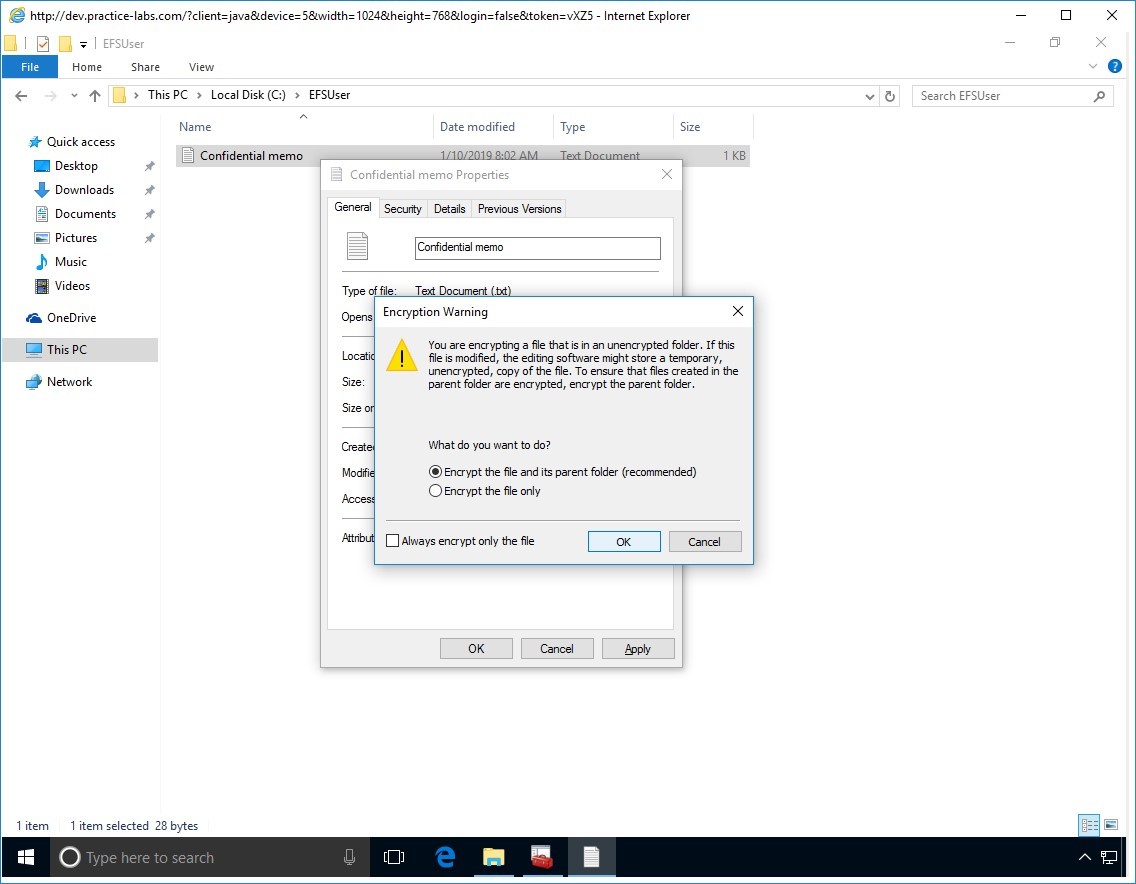 http://dev.practice-labs.com/?client=java&device=5&width=1024&height=768&login=false&token=vXZ5 - Internet Explorer
EFSUser
File Home Share View
This PC Local Disk (C:) EFSUser Search EFSUser
Name Date modified Type Size
Quick access
Confidential memo 1/10/2019 8:02 AM Text Document 1 KB
Desktop
Downloads
Documents
Pictures
Music
Videos
OneDrive
This PC
Network
Confidential memo Properties
General Security Details Previous Versions
Confidential memo
Type of file: Text Document (.txt)
Opens
Locatio
Size:
Size or
Create
Modifie
Access
Attribut
Encryption Warning
You are encrypting a file that is in an unencrypted folder. If this
file is modified, the editing software might store a temporary,
unencrypted, copy of the file. To ensure that files created in the
parent folder are encrypted, encrypt the parent folder.
What do you want to do?
Encrypt the file and its parent folder (recommended)
Encrypt the file only
Always encrypt only the file OK Cancel
OK Cancel Apply
1 item 1 item selected 28 bytes
Type here to search